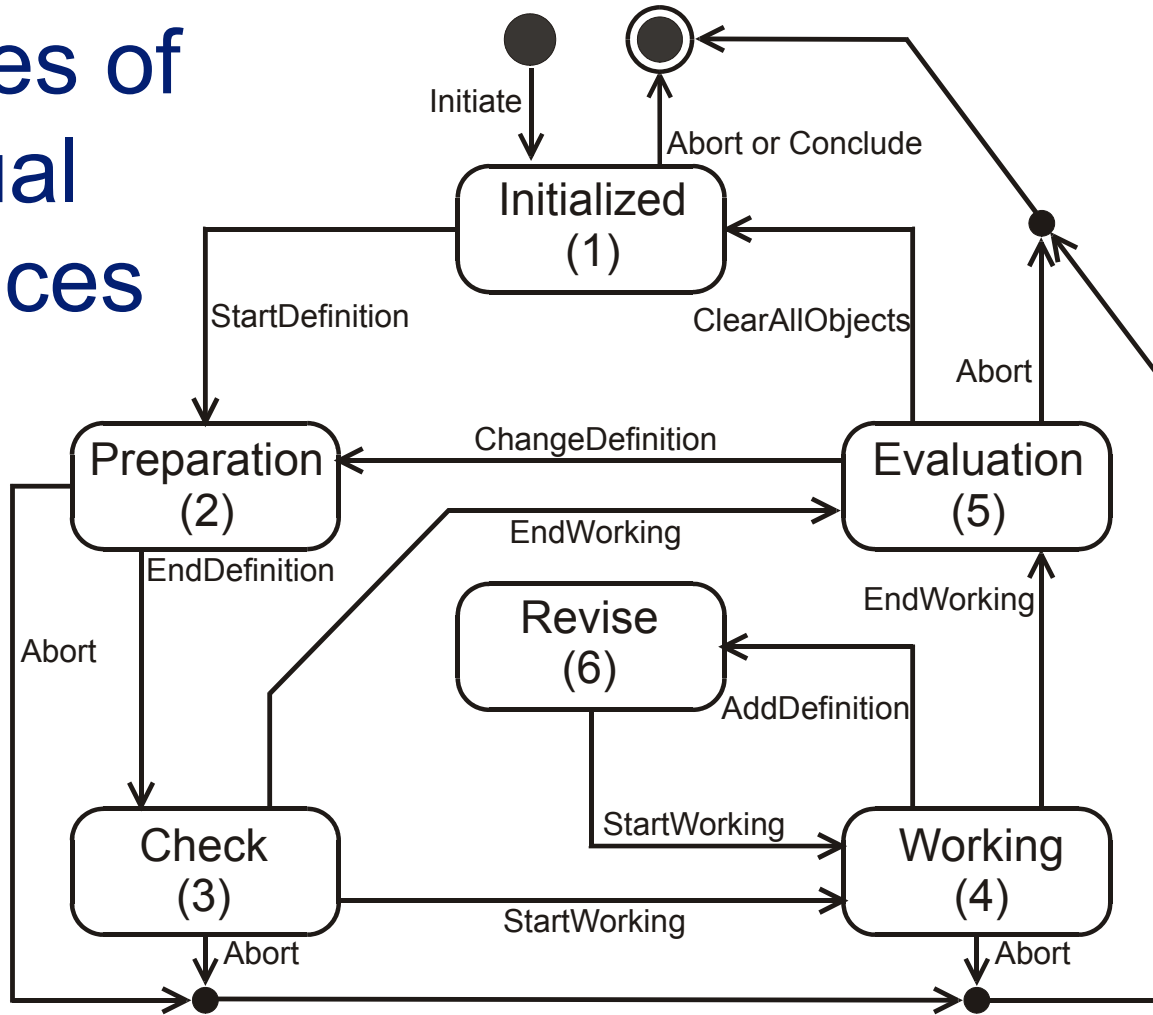 es of
ual
ces
Initiate
Abort or Conclude
Initialized
(1)
StartDefinition
ClearAllObjects
Abort
Preparation
(2)
ChangeDefinition
Evaluation
(5)
EndWorking
EndDefinition
Revise
(6)
EndWorking
Abort
AddDefinition
Check
(3)
StartWorking
Working
(4)
StartWorking
Abort
Abort